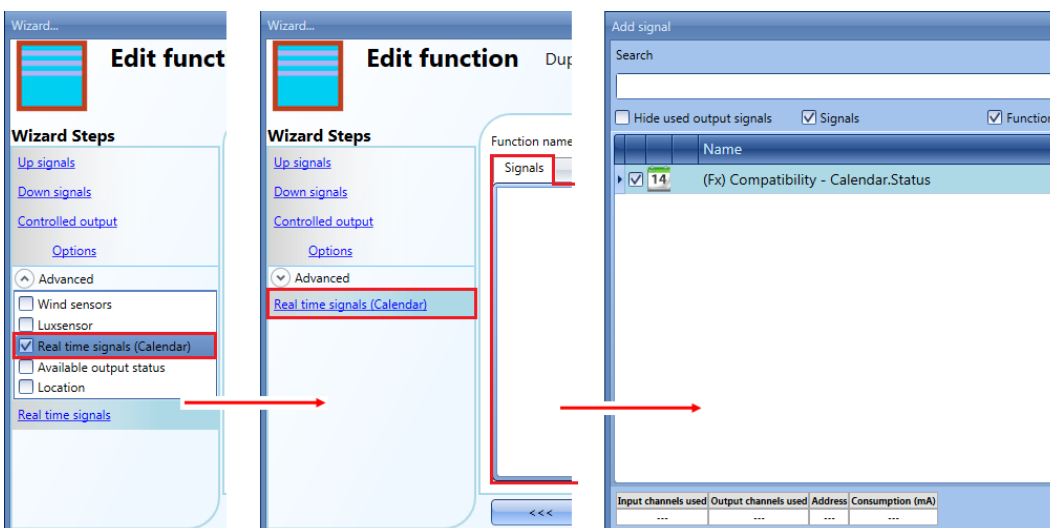 Wizard...
Edit funct
Wizard Steps
Up signals
Down signals
Controlled output
Options
Advanced
Wind sensors
Luxsensor
Real time signals (Calendar)
Available output status
Location
Real time signals
Wizard...
Edit function Dup
Wizard Steps
Up signals
Down signals
Controlled output
Options
Advanced
Real time signals (Calendar)
Function name
Signals
<<<
Add signal
Search
Hide used output signals Signals Function
Name
14 (Fx) Compatibility - Calendar.Status
Input channels used Output channels used Address Consumption (mA)
--- --- --- ---